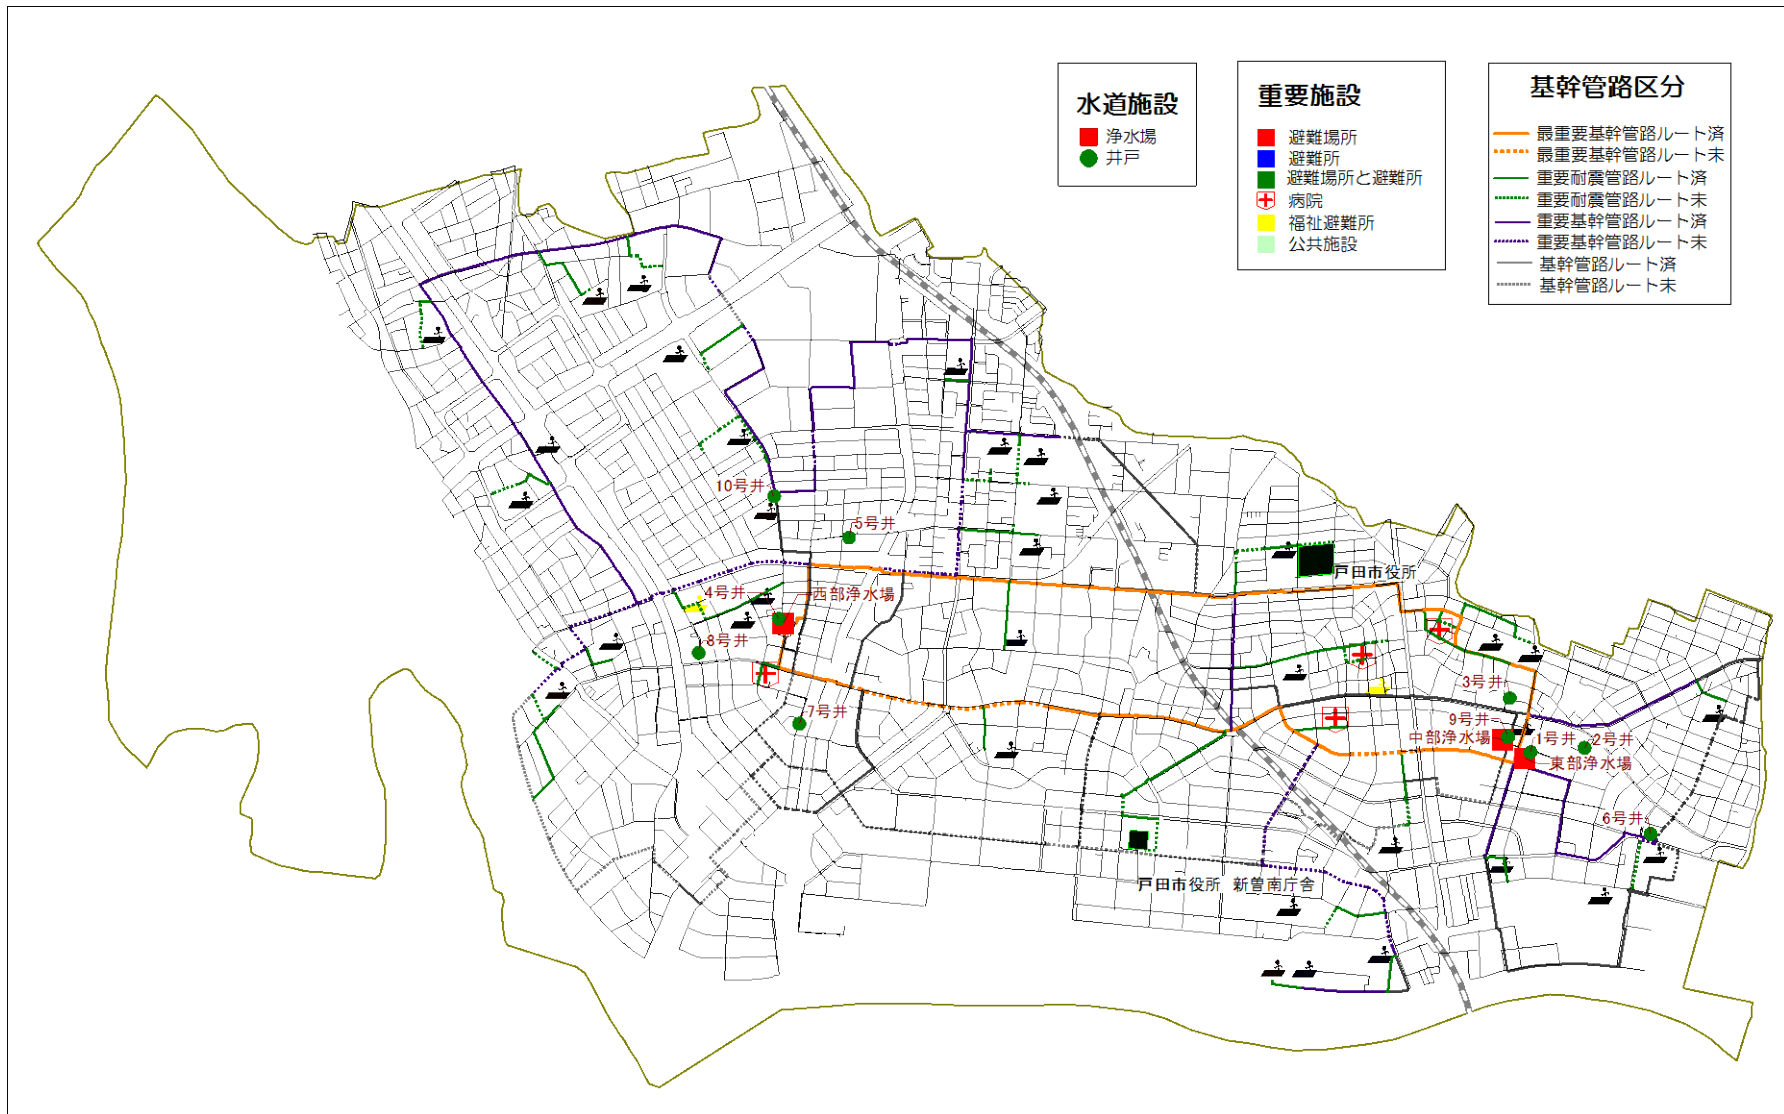 水道施設
浄水場
井戸
重要施設
避難場所
避難所
避難場所と避難所
病院
福祉避難所
公共施設
基幹管路区分
最重要基幹管路ルート済
最重要基幹管路ルート未
重要耐震管路ルート済
重要耐震管路ルート未
重要基幹管路ルート済
重要基幹管路ルート未
基幹管路ルート済
基幹管路ルート未
10号井
5号井
戸田市役所
4号井
西部浄水場
8号井
3号井
7号井
9号井
中部浄水場
1号井
2号井
東部浄水場
6号井
戸田市役所 新曽南庁舎